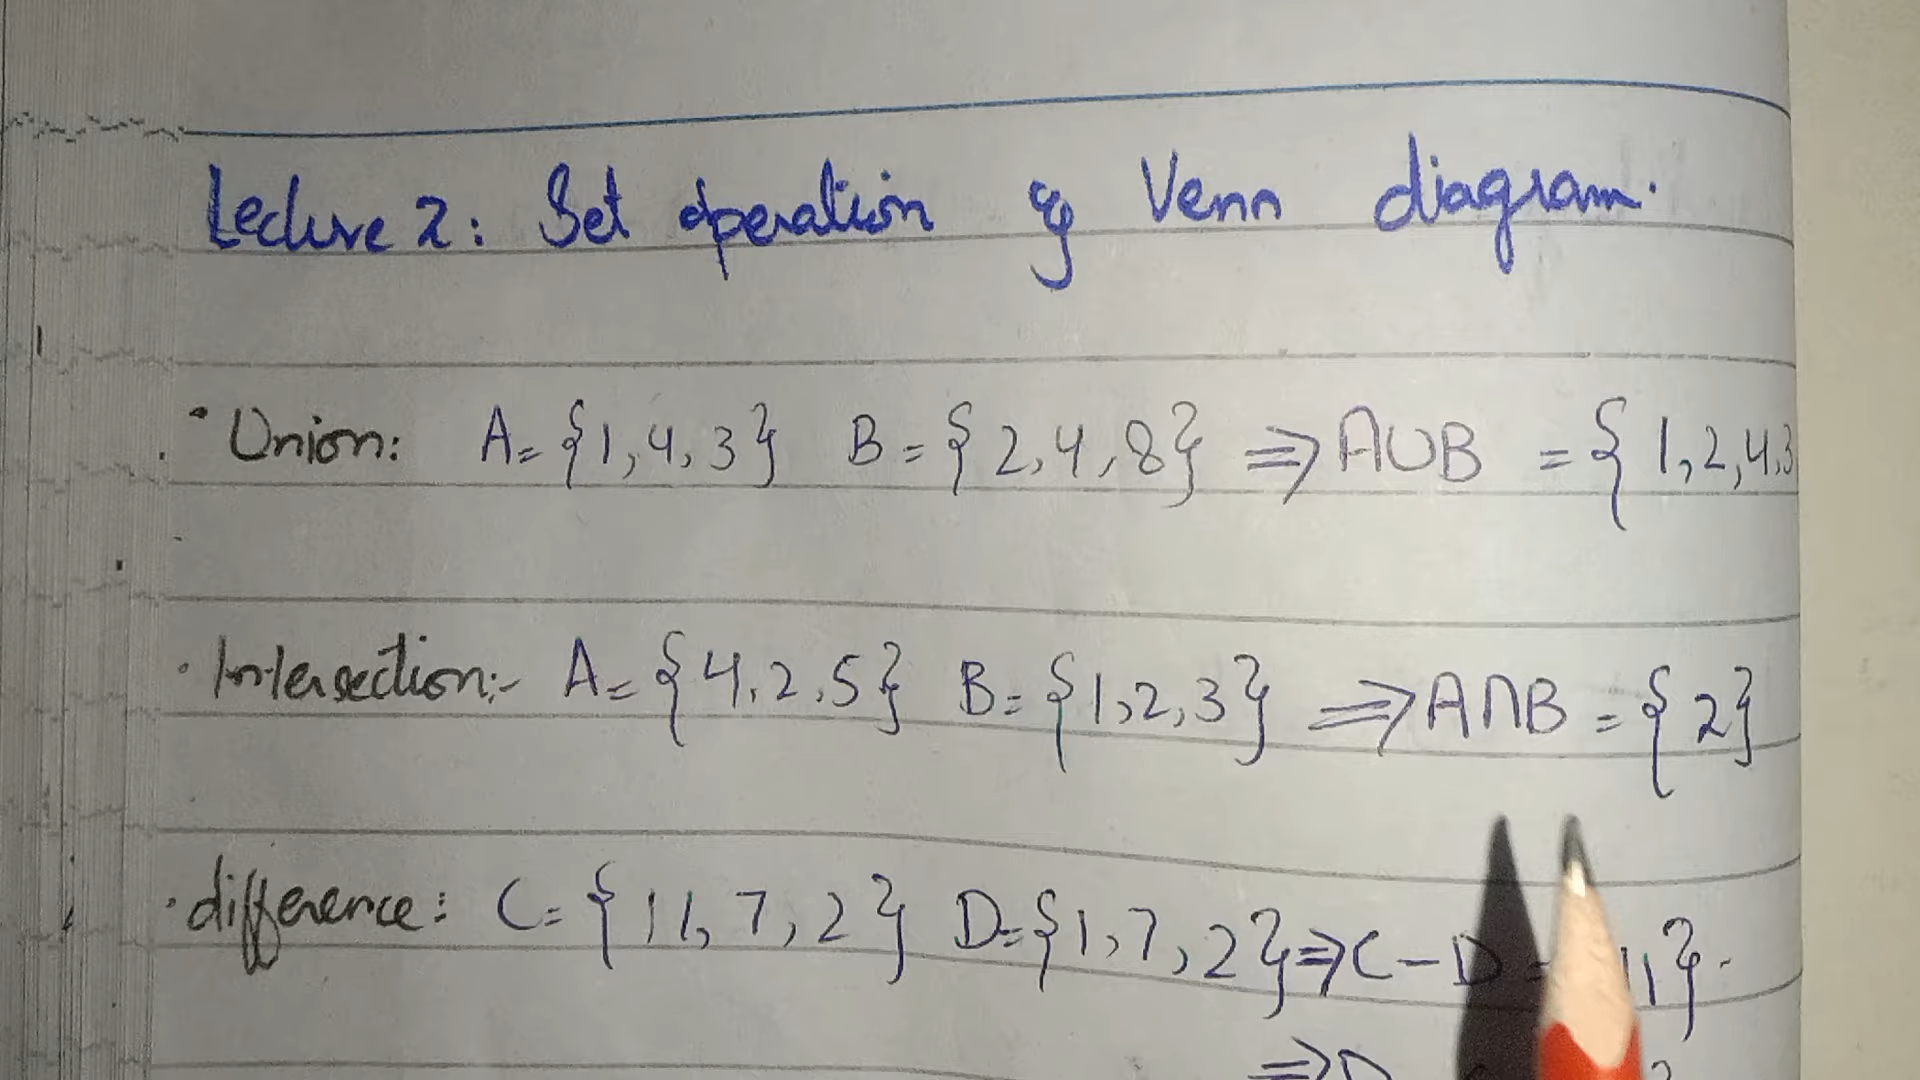 Lecture 2: Set operation & Venn diagram.
• Union: A= {1,4,3} B={2,4,8} ⇒ A∪B = {1,2,4,3
• Intersection:- A= {4,2,5} B= {1,2,3} ⇒ A∩B = {2}
• difference: C= {11,7,2} D={1,7,2} ⇒ C-D = 11}.
⇒D